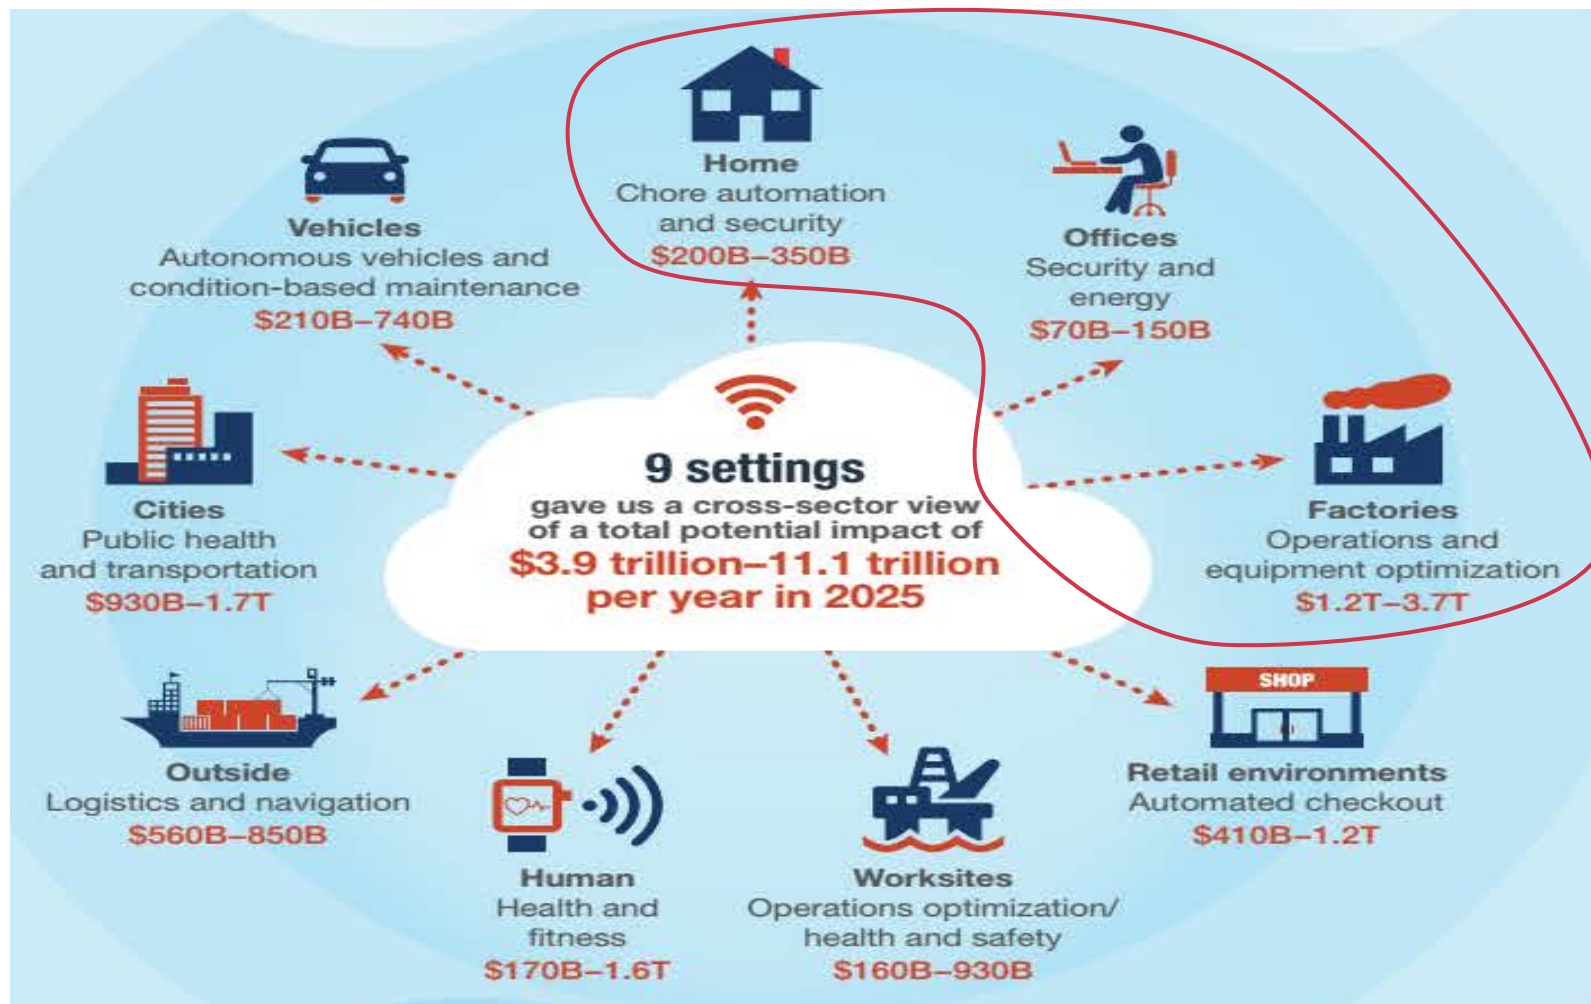 Home
Chore automation
and security
$200B–350B
Offices
Security and
energy
$70B–150B
Vehicles
Autonomous vehicles and
condition-based maintenance
$210B–740B
9 settings
gave us a cross-sector view
of a total potential impact of
$3.9 trillion–11.1 trillion
per year in 2025
Cities
Public health
and transportation
$930B–1.7T
Factories
Operations and
equipment optimization
$1.2T–3.7T
Outside
Logistics and navigation
$560B–850B
Human
Health and
fitness
$170B–1.6T
Worksites
Operations optimization/
health and safety
$160B–930B
SHOP
Retail environments
Automated checkout
$410B–1.2T